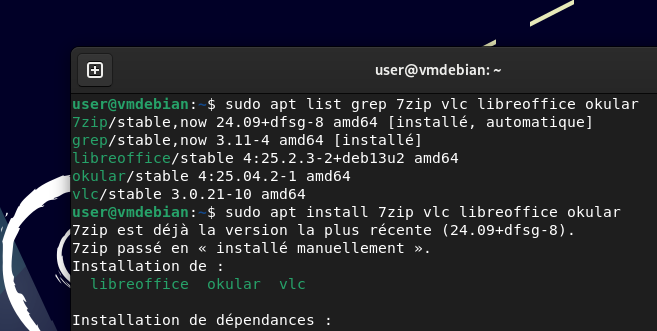 user@vmdebian: ~
user@vmdebian:~$ sudo apt list grep 7zip vlc libreoffice okular
7zip/stable,now 24.09+dfsg-8 amd64 [installé, automatique]
grep/stable,now 3.11-4 amd64 [installé]
libreoffice/stable 4:25.2.3-2+deb13u2 amd64
okular/stable 4:25.04.2-1 amd64
vlc/stable 3.0.21-10 amd64
user@vmdebian:~$ sudo apt install 7zip vlc libreoffice okular
7zip est déjà la version la plus récente (24.09+dfsg-8).
7zip passé en « installé manuellement ».
Installation de :
  libreoffice  okular  vlc
Installation de dépendances :